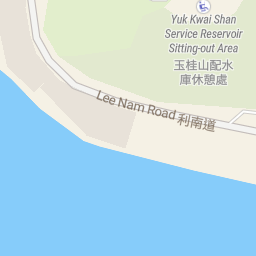 Yuk Kwai Shan
Service Reservoir
Sitting-out Area
玉桂山配水
庫休憩處
Lee Nam Road 利南道